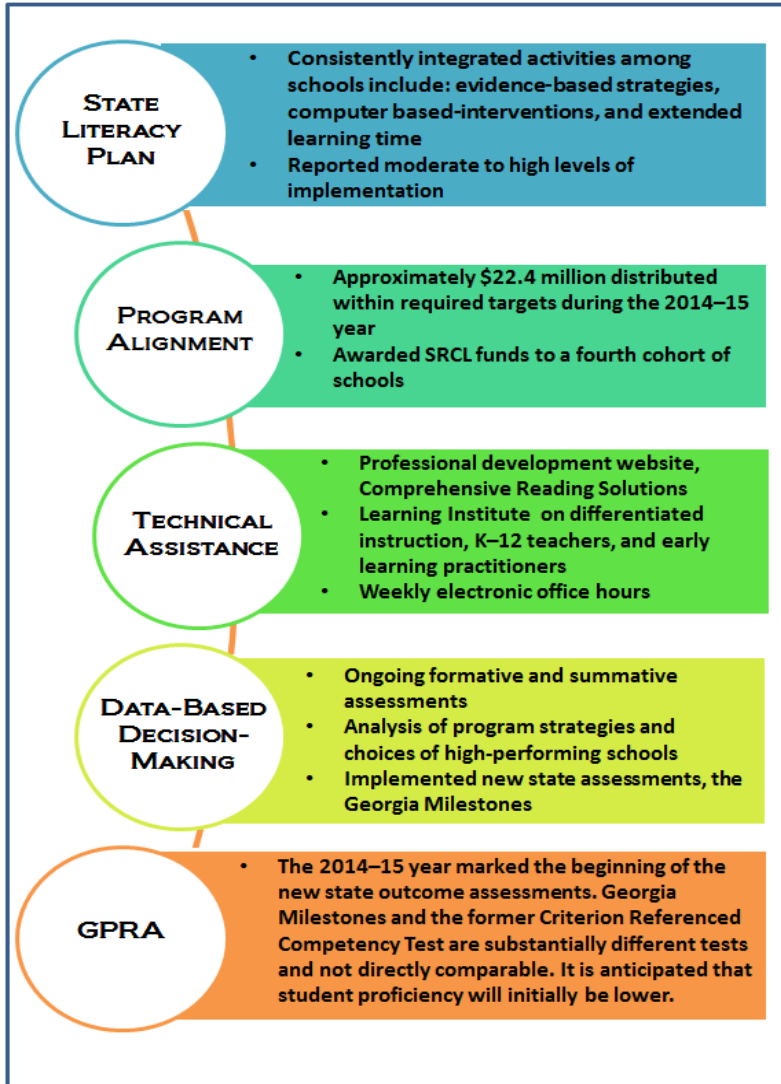 STATE
LITERACY
PLAN
• Consistently integrated activities among
schools include: evidence-based strategies,
computer based-interventions, and extended
learning time
• Reported moderate to high levels of
implementation
PROGRAM
ALIGNMENT
• Approximately $22.4 million distributed
within required targets during the 2014–15
year
• Awarded SRCL funds to a fourth cohort of
schools
TECHNICAL
ASSISTANCE
• Professional development website,
Comprehensive Reading Solutions
• Learning Institute on differentiated
instruction, K–12 teachers, and early
learning practitioners
• Weekly electronic office hours
DATA-BASED
DECISION-
MAKING
• Ongoing formative and summative
assessments
• Analysis of program strategies and
choices of high-performing schools
• Implemented new state assessments, the
Georgia Milestones
GPRA
• The 2014–15 year marked the beginning of the
new state outcome assessments. Georgia
Milestones and the former Criterion Referenced
Competency Test are substantially different tests
and not directly comparable. It is anticipated that
student proficiency will initially be lower.